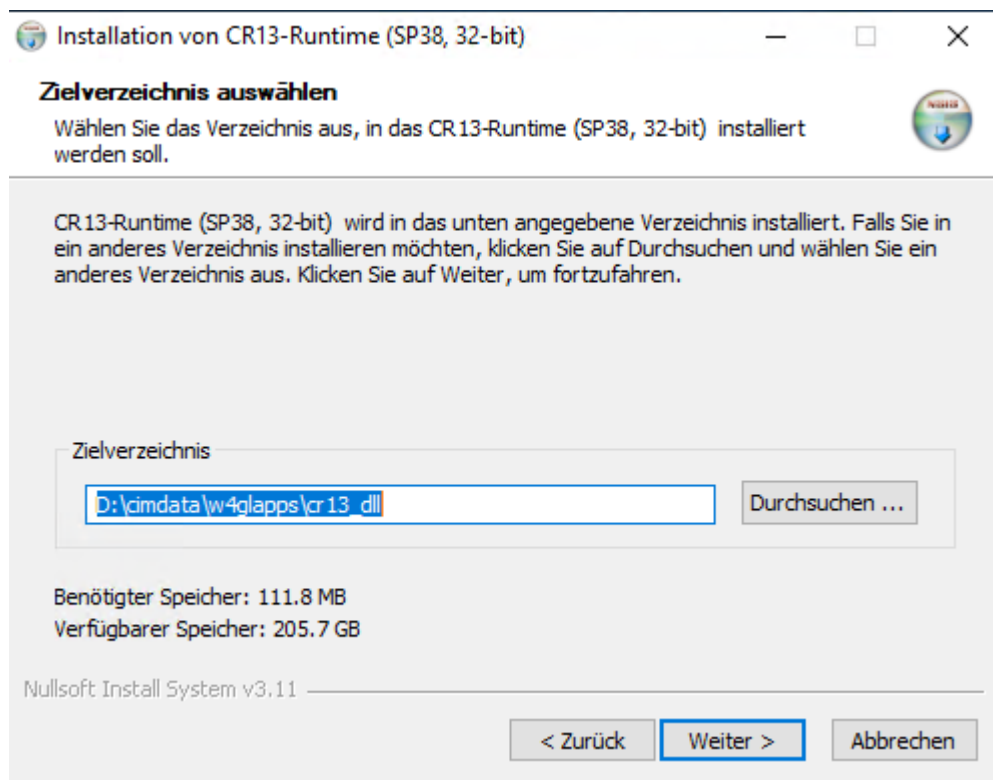 Installation von CR13-Runtime (SP38, 32-bit)
Zielverzeichnis auswählen
Wählen Sie das Verzeichnis aus, in das CR13-Runtime (SP38, 32-bit) installiert
werden soll.
CR13-Runtime (SP38, 32-bit) wird in das unten angegebene Verzeichnis installiert. Falls Sie in
ein anderes Verzeichnis installieren möchten, klicken Sie auf Durchsuchen und wählen Sie ein
anderes Verzeichnis aus. Klicken Sie auf Weiter, um fortzufahren.
Zielverzeichnis
D:\cimdata\w4glapps\cr13_dll
Durchsuchen ...
Benötigter Speicher: 111.8 MB
Verfügbarer Speicher: 205.7 GB
Nullsoft Install System v3.11
< Zurück
Weiter >
Abbrechen